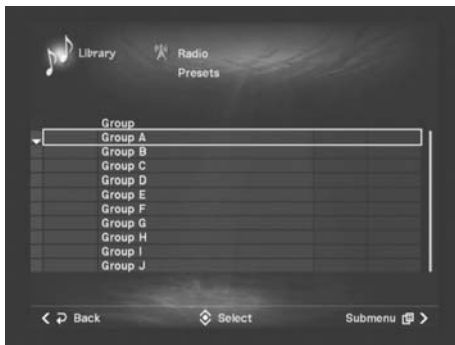 Library Radio
Presets
Group
Group A
Group B
Group C
Group D
Group E
Group F
Group G
Group H
Group I
Group J
Back Select Submenu